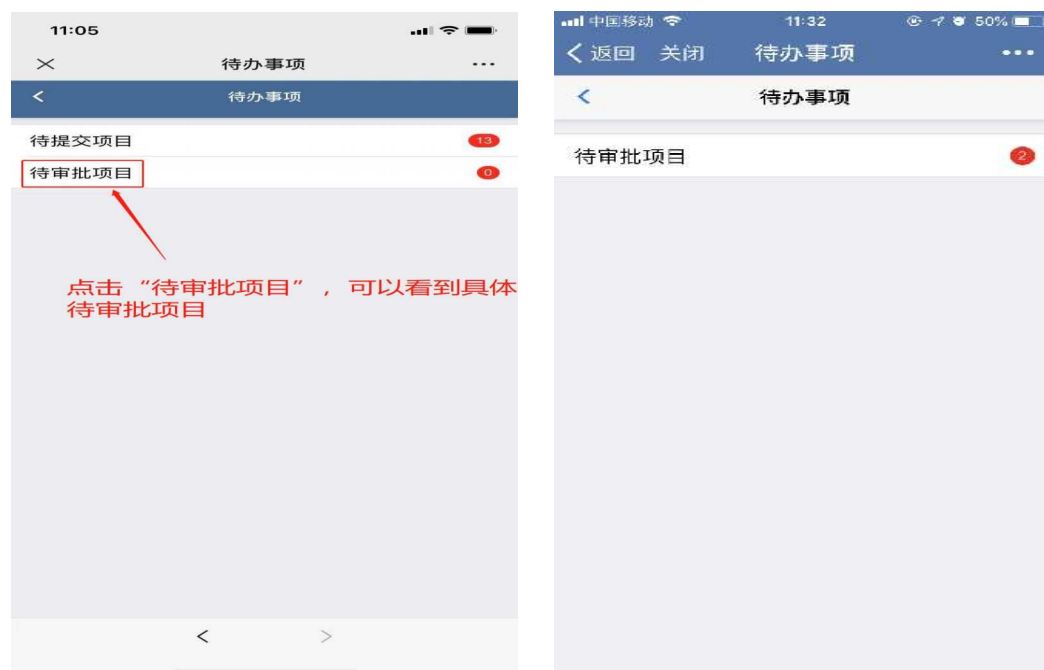 11:05
待办事项
待办事项
待提交项目 13
待审批项目 0
点击“待审批项目”，可以看到具体
待审批项目
中国移动 11:32 50%
返回 关闭 待办事项
待办事项
待审批项目 2